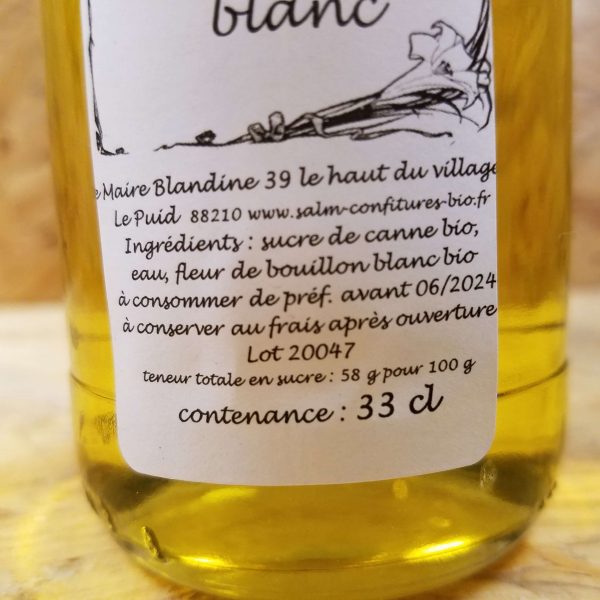 blanc
Maire Blandine 39 le haut du village
Le Puid 88210 www.salm-confitures-bio.fr
Ingrédients : sucre de canne bio,
eau, fleur de bouillon blanc bio
à consommer de préf. avant 06/2024
à conserver au frais après ouverture
Lot 20047
teneur totale en sucre : 58 g pour 100 g
contenance : 33 cl